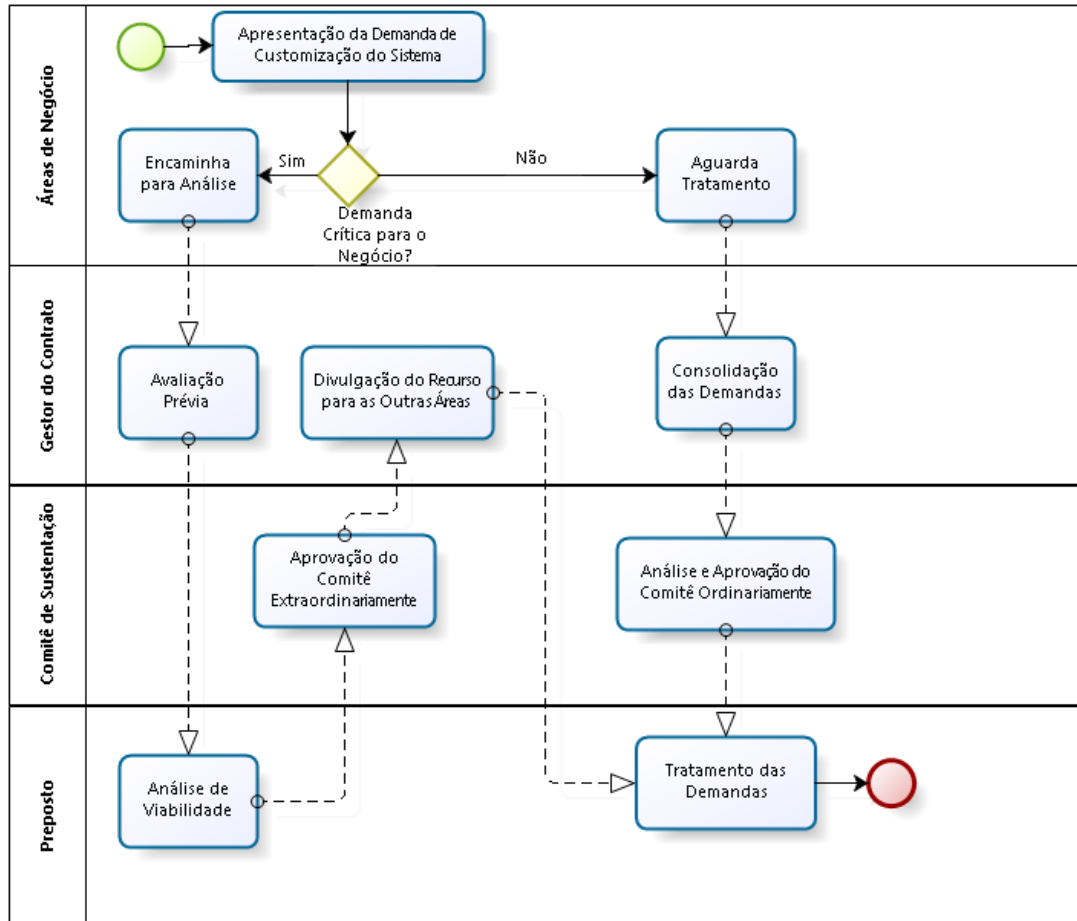 Áreas de Negócio
Apresentação da Demanda de
Customização do Sistema
Encaminha
para Análise
Sim
Não
Aguarda
Tratamento
Demanda
Crítica para o
Negócio?
Gestor do Contrato
Avaliação
Prévia
Divulgação do Recurso
para as Outras Áreas
Consolidação
das Demandas
Comitê de Sustentação
Aprovação do
Comitê
Extraordinariamente
Análise e Aprovação do
Comitê Ordinariamente
Preposto
Análise de
Viabilidade
Tratamento das
Demandas